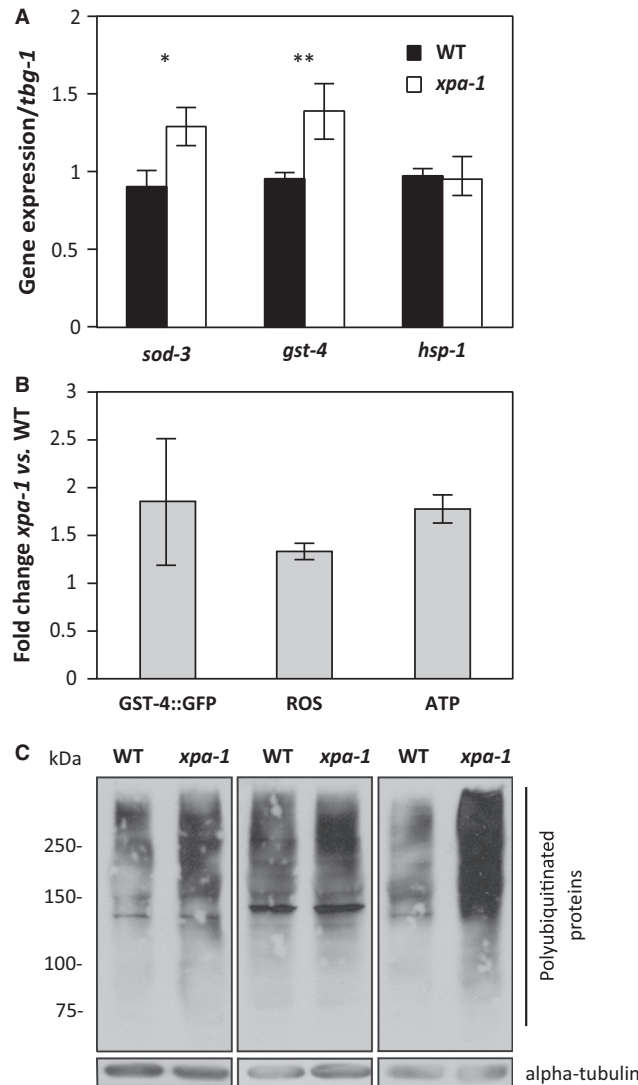 A
Gene expression/tbg-1
2
1.5
1
0.5
0
* **
WT
xpa-1
sod-3 gst-4 hsp-1
B
Fold change xpa-1 vs. WT
3
2.5
2
1.5
1
0.5
0
GST-4::GFP ROS ATP
C kDa WT xpa-1 WT xpa-1 WT xpa-1
250-
150-
100-
75-
Polyubiquitinated
proteins
alpha-tubulin